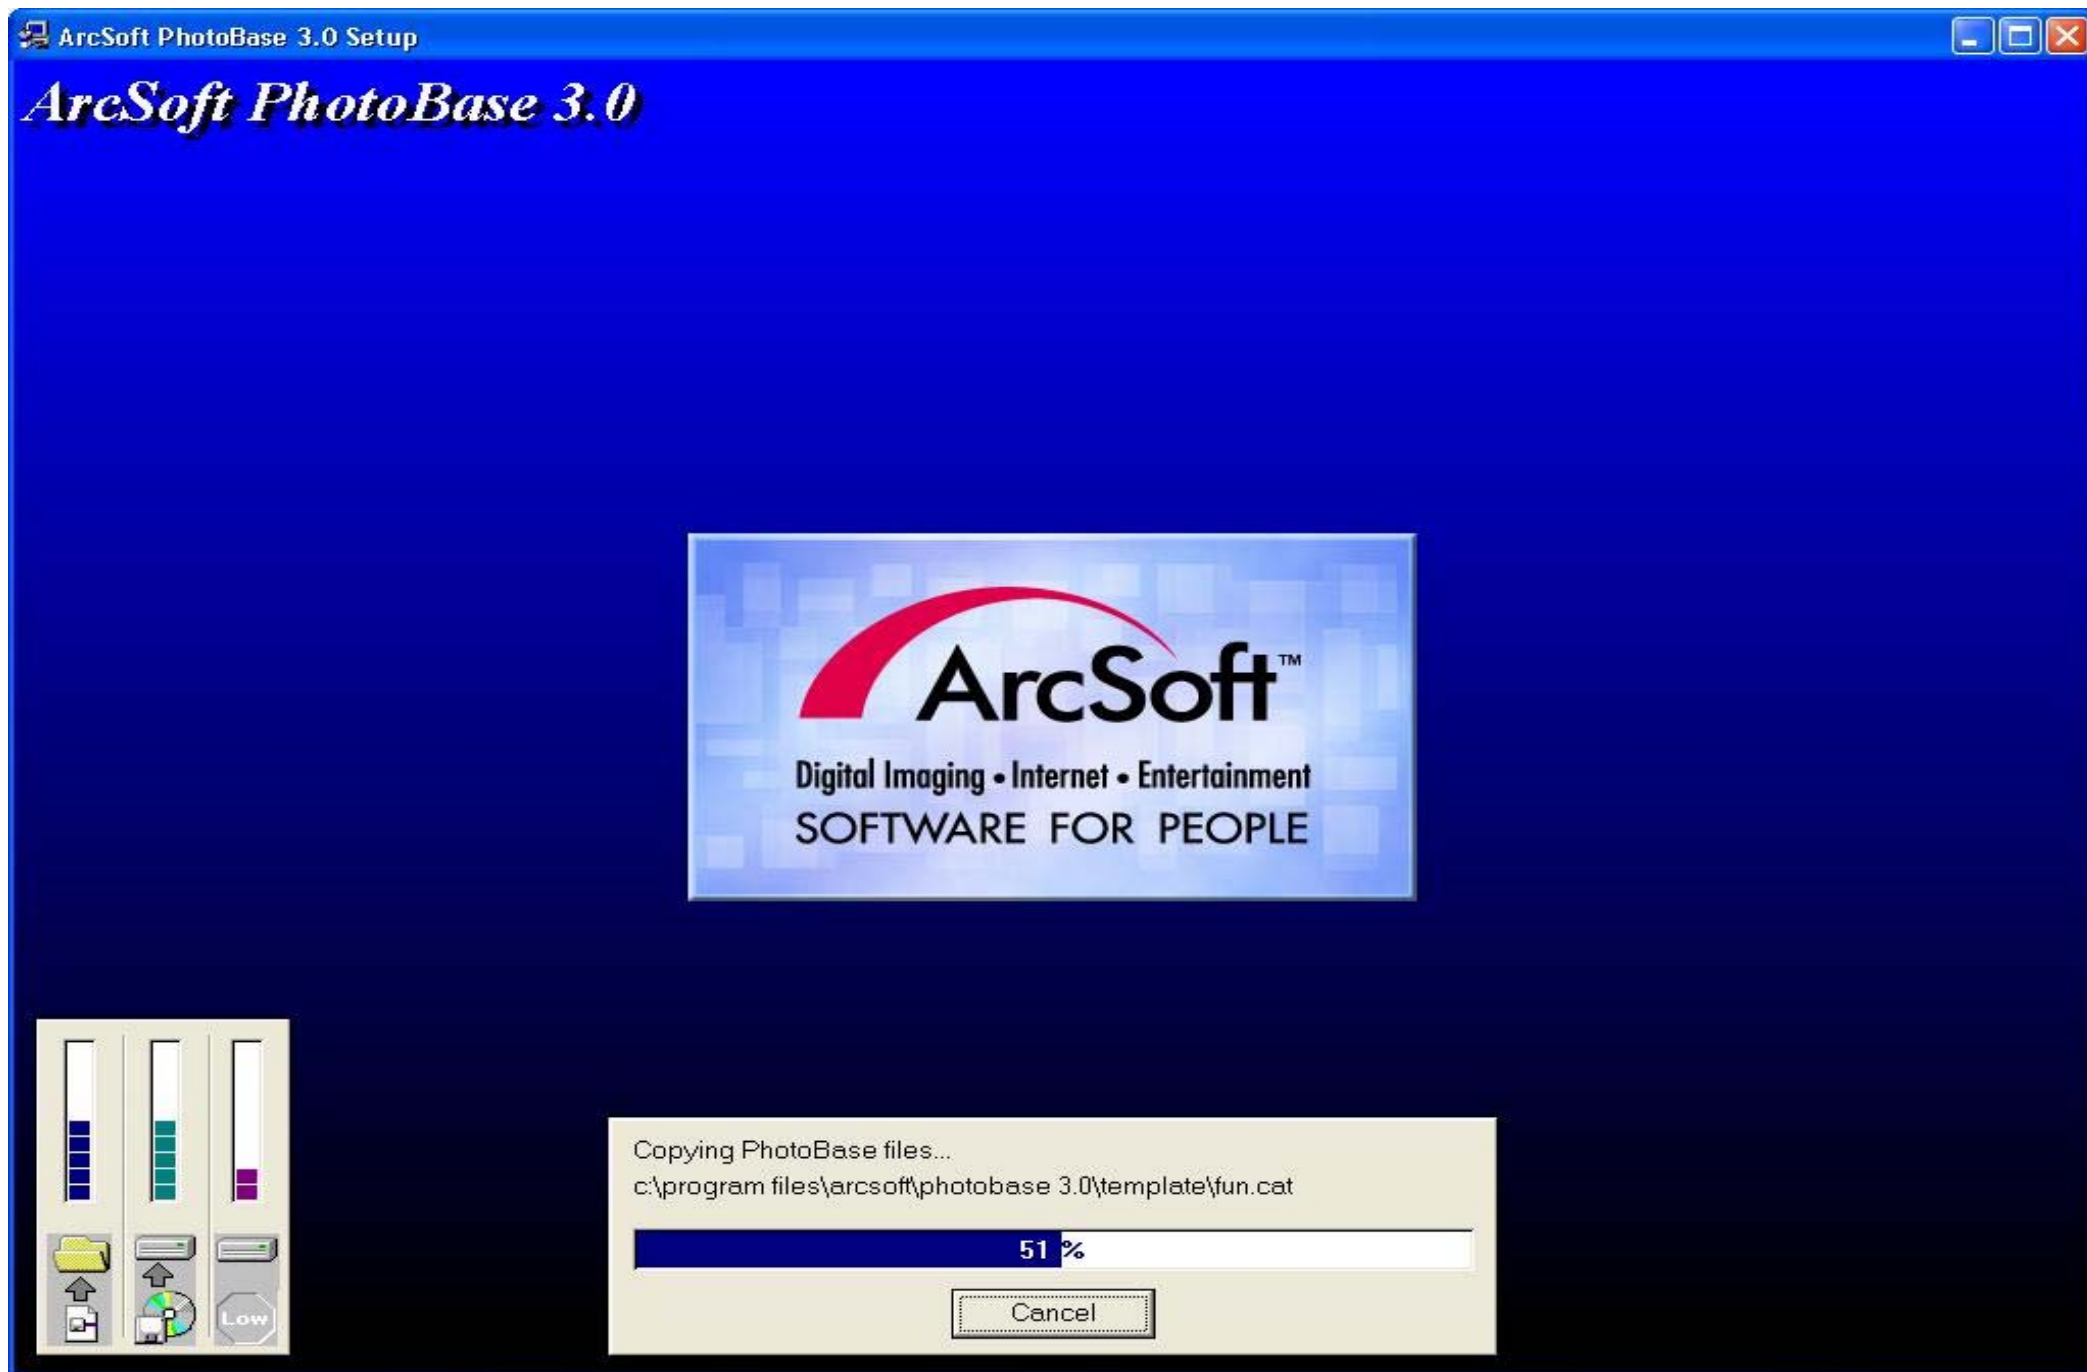 ArcSoft PhotoBase 3.0 Setup
ArcSoft PhotoBase 3.0
ArcSoft™
Digital Imaging • Internet • Entertainment
SOFTWARE FOR PEOPLE
Copying PhotoBase files...
c:\program files\arcsoft\photobase 3.0\template\fun.cat
51 %
Cancel
Low